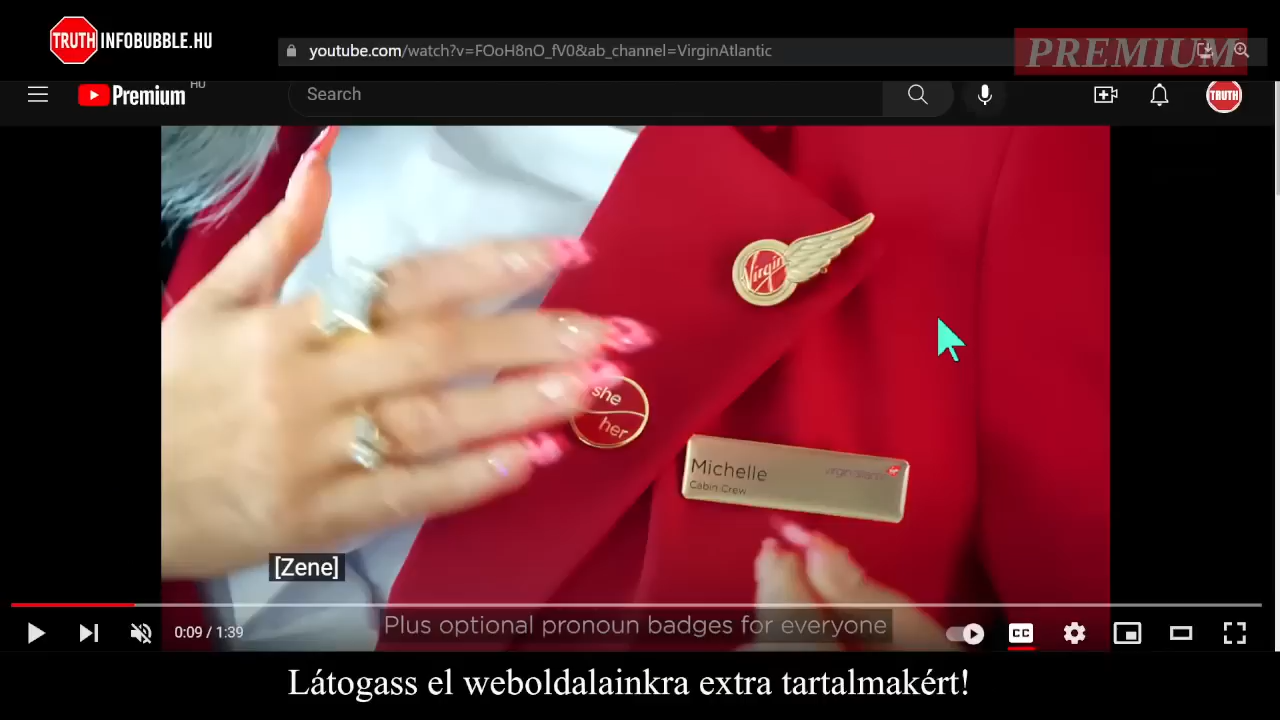 TRUTH INFOBUBBLE.HU
youtube.com/watch?v=FOoH8nO_fV0&ab_channel=VirginAtlantic
PREMIUM
Premium HU
Search
TRUTH
Virgin
she
her
Michelle
Cabin Crew
[Zene]
Plus optional pronoun badges for everyone
0:09 / 1:39
CC
Látogass el weboldalainkra extra tartalmakért!